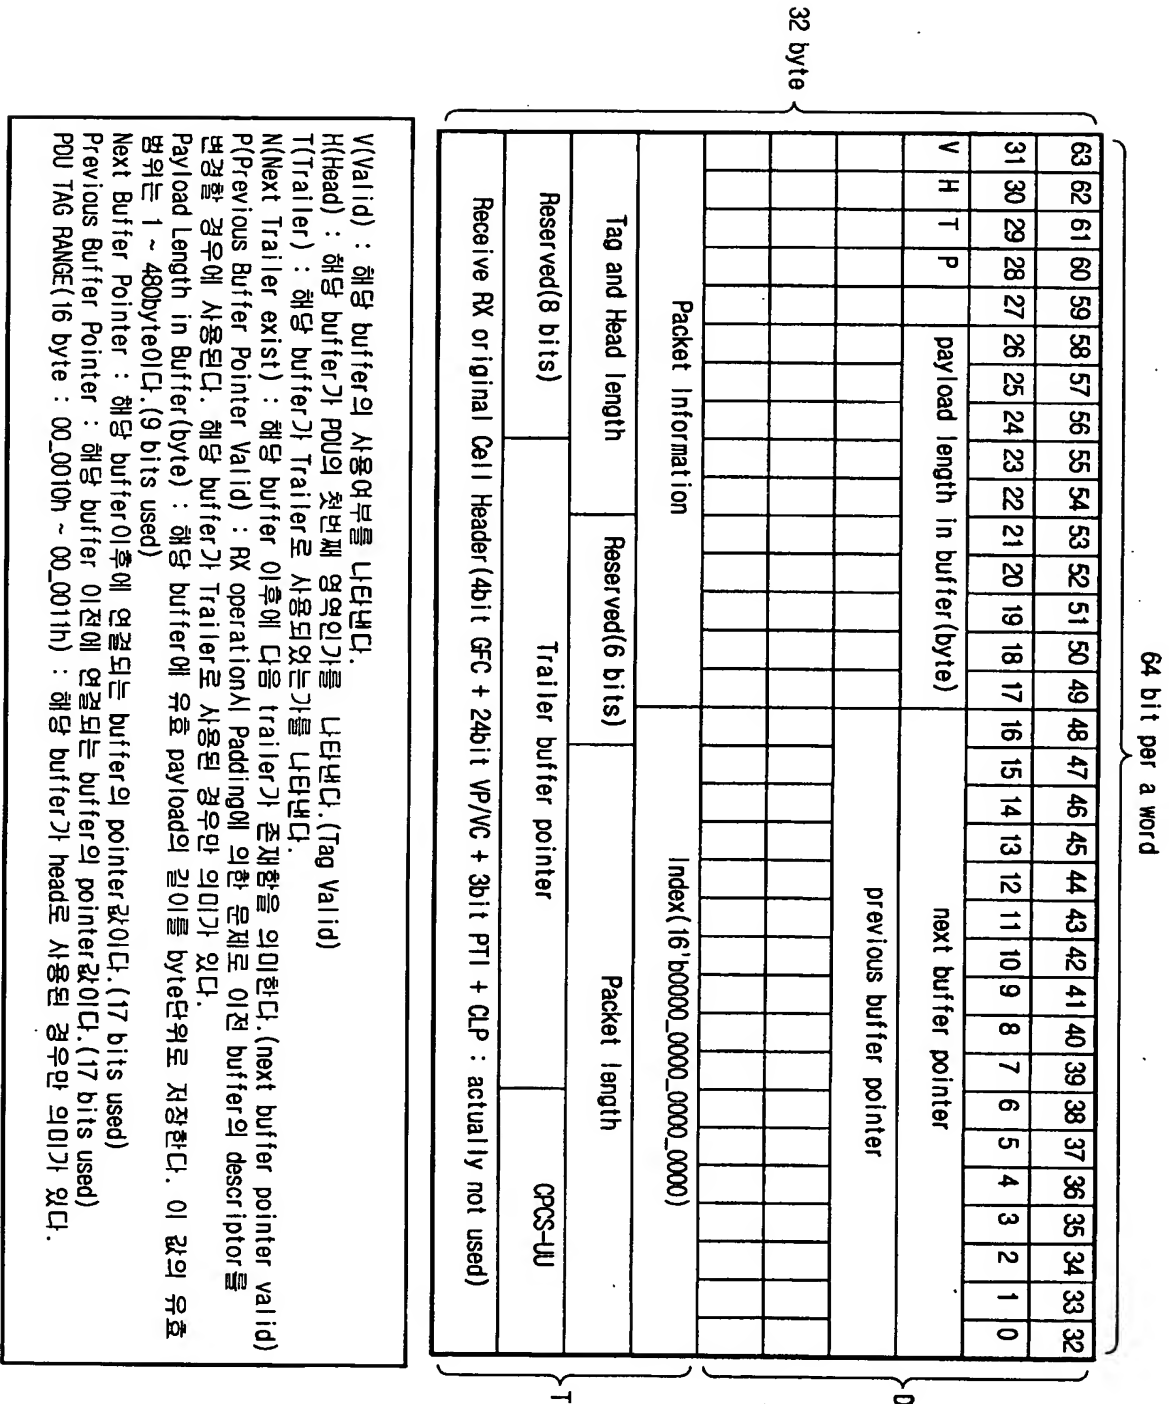 64 bit per a word
32 byte
63 62 61 60 59 58 57 56 55 54 53 52 51 50 49 48 47 46 45 44 43 42 41 40 39 38 37 36 35 34 33 32
31 30 29 28 27 26 25 24 23 22 21 20 19 18 17 16 15 14 13 12 11 10 9 8 7 6 5 4 3 2 1 0
V H T P payload length in buffer(byte) next buffer pointer
previous buffer pointer
D
Packet Information Index(16'b0000_0000_0000_0000)
Tag and Head length Reserved(6 bits) Packet length
Reserved(8 bits) Trailer buffer pointer CPCS-UU
Receive RX original Cell Header(4bit GFC + 24bit VP/VC + 3bit PTI + CLP : actually not used)
T
V(Valid) : 해당 buffer의 사용여부를 나타낸다.
H(Head) : 해당 buffer가 PDU의 첫번째 영역인가를 나타낸다.(Tag Valid)
T(Trailer) : 해당 buffer가 Trailer로 사용되었는가를 나타낸다.
N(Next Trailer exist) : 해당 buffer 이후에 다음 trailer가 존재함을 의미한다.(next buffer pointer valid)
P(Previous Buffer Pointer Valid) : RX operation시 Padding에 의한 문제로 이전 buffer의 descriptor를
변경할 경우에 사용된다. 해당 buffer가 Trailer로 사용된 경우만 의미가 있다.
Payload Length in Buffer(byte) : 해당 buffer에 유효 payload의 길이를 byte단위로 저장한다. 이 값의 유효
범위는 1 ~ 480byte이다.(9 bits used)
Next Buffer Pointer : 해당 buffer이후에 연결되는 buffer의 pointer값이다.(17 bits used)
Previous Buffer Pointer : 해당 buffer 이전에 연결되는 buffer의 pointer값이다.(17 bits used)
PDU TAG RANGE(16 byte : 00_0010h ~ 00_0011h) : 해당 buffer가 head로 사용된 경우만 의미가 있다.